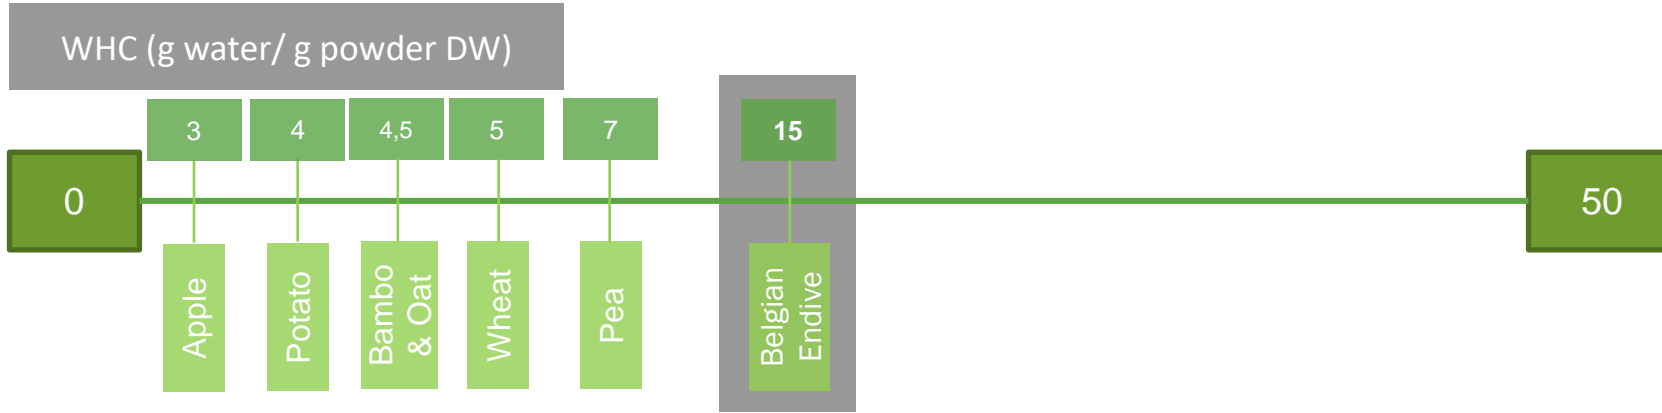 WHC (g water/ g powder DW)
3
4
4,5
5
7
15
0
50
Apple
Potato
Bambo
& Oat
Wheat
Pea
Belgian
Endive